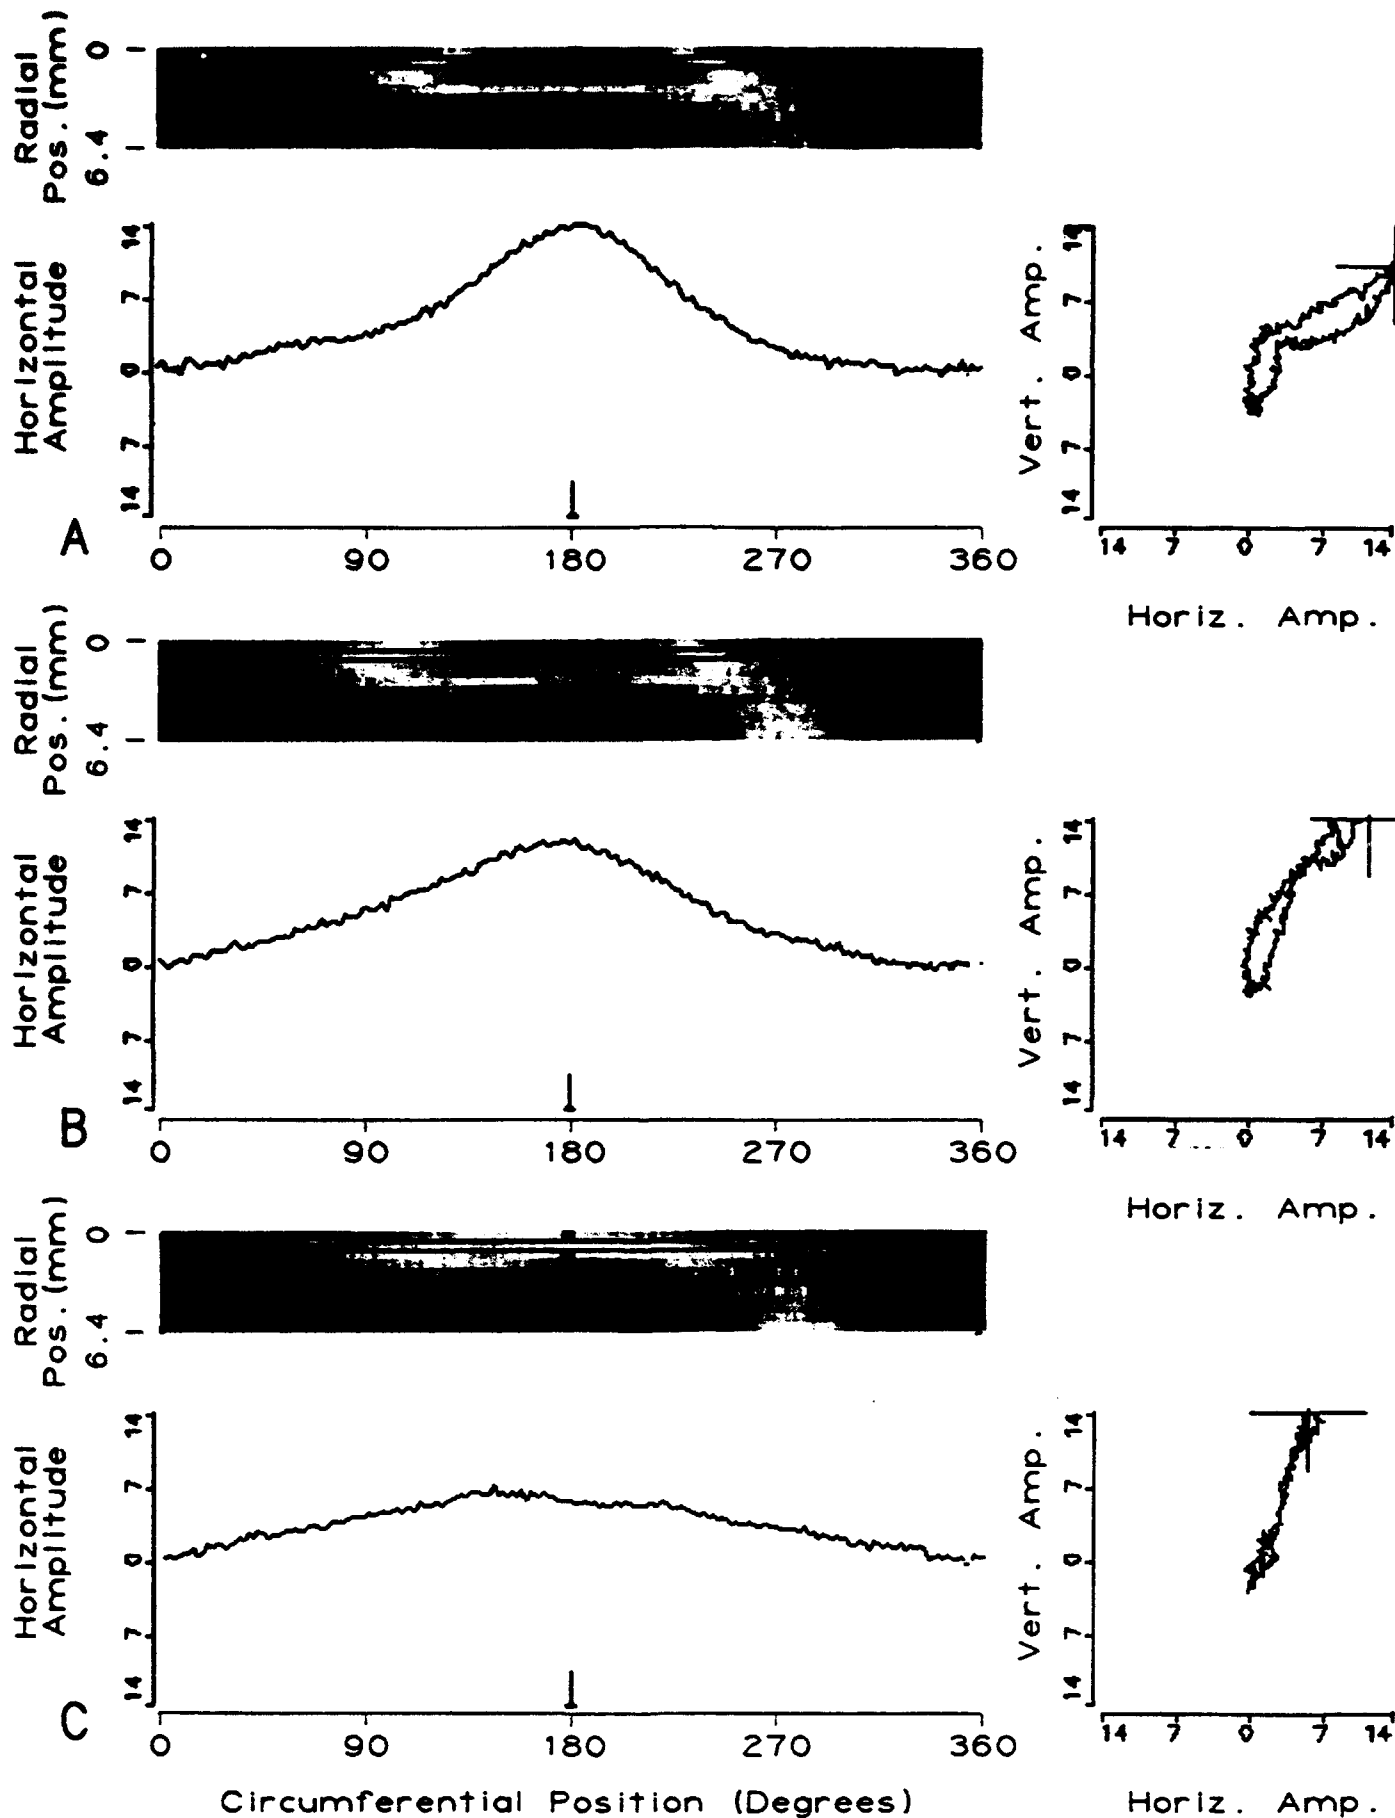 Radial
Pos. (mm)
0
6.4
Horizontal
Amplitude
14
7
0
7
14
A
0 90 180 270 360
Vert. Amp.
14
7
0
7
14
14 7 0 7 14
Horiz. Amp.
Radial
Pos. (mm)
0
6.4
Horizontal
Amplitude
14
7
0
7
14
B
0 90 180 270 360
Vert. Amp.
14
7
0
7
14
14 7 0 7 14
Horiz. Amp.
Radial
Pos. (mm)
0
6.4
Horizontal
Amplitude
14
7
0
7
14
C
0 90 180 270 360
Circumferential Position (Degrees)
Vert. Amp.
14
7
0
7
14
14 7 0 7 14
Horiz. Amp.